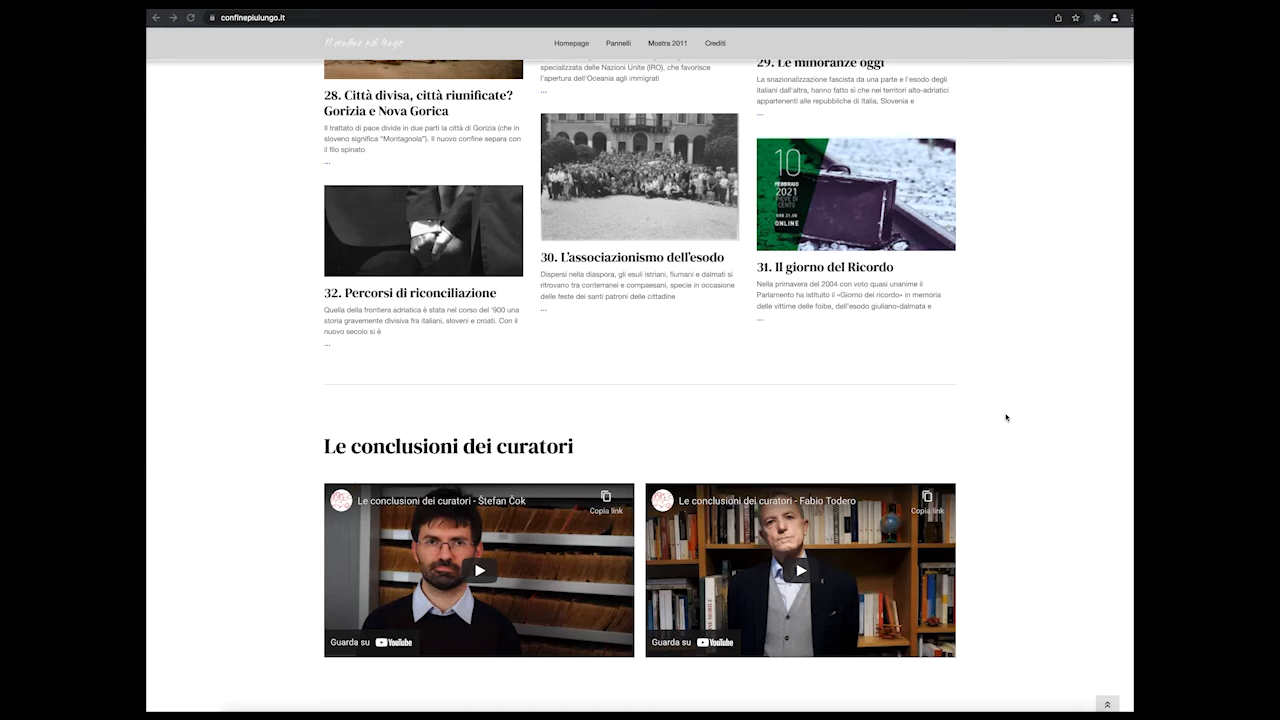 confinepiulungo.it
Il confine più lungo
Homepage
Pannelli
Mostra 2011
Crediti
28. Città divisa, città riunificate?
Gorizia e Nova Gorica
Il trattato di pace divide in due parti la città di Gorizia (che in
sloveno significa “Montagnola”). Il nuovo confine separa con
il filo spinato
...
32. Percorsi di riconciliazione
Quella della frontiera adriatica è stata nel corso del '900 una
storia gravemente divisiva fra italiani, sloveni e croati. Con il
nuovo secolo si è
...
specializzata delle Nazioni Unite (IRO), che favorisce
l'apertura dell'Oceania agli immigrati
...
30. L'associazionismo dell'esodo
Dispersi nella diaspora, gli esuli istriani, fiumani e dalmati si
ritrovano tra conterranei e compaesani, specie in occasione
delle feste dei santi patroni delle cittadine
...
29. Le minoranze oggi
La snazionalizzazione fascista da una parte e l'esodo degli
italiani dall'altra, hanno fatto sì che nei territori alto-adriatici
appartenenti alle repubbliche di Italia, Slovenia e
...
10
FEBBRAIO
2021
PIEVE DI
CENTO
ORE 21.00
ONLINE
31. Il giorno del Ricordo
Nella primavera del 2004 con voto quasi unanime il
Parlamento ha istituito il «Giorno del ricordo» in memoria
delle vittime delle foibe, dell'esodo giuliano-dalmata e
...
Le conclusioni dei curatori
Le conclusioni dei curatori - Štefan Čok
Copia link
Guarda su YouTube
Le conclusioni dei curatori - Fabio Todero
Copia link
Guarda su YouTube